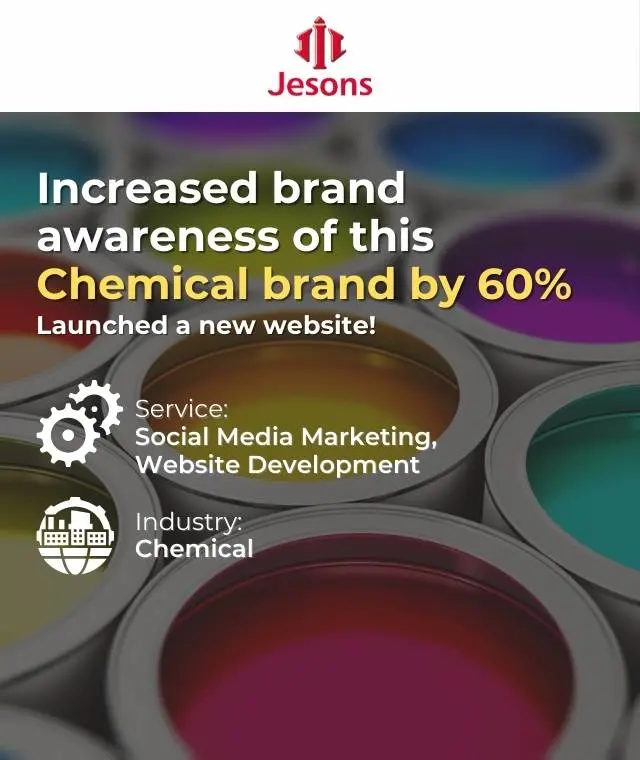 Jesons
Increased brand
awareness of this
Chemical brand by 60%
Launched a new website!
Service:
Social Media Marketing,
Website Development
Industry:
Chemical